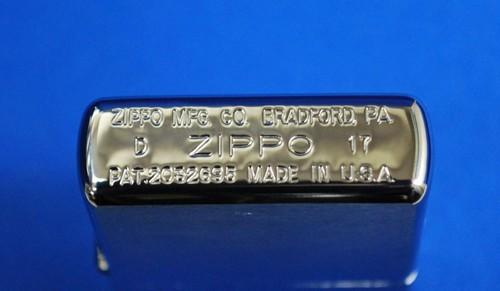 ZIPPO MFG. CO. BRADFORD, PA
D ZIPPO 17
PAT.2032695 MADE IN U.S.A.